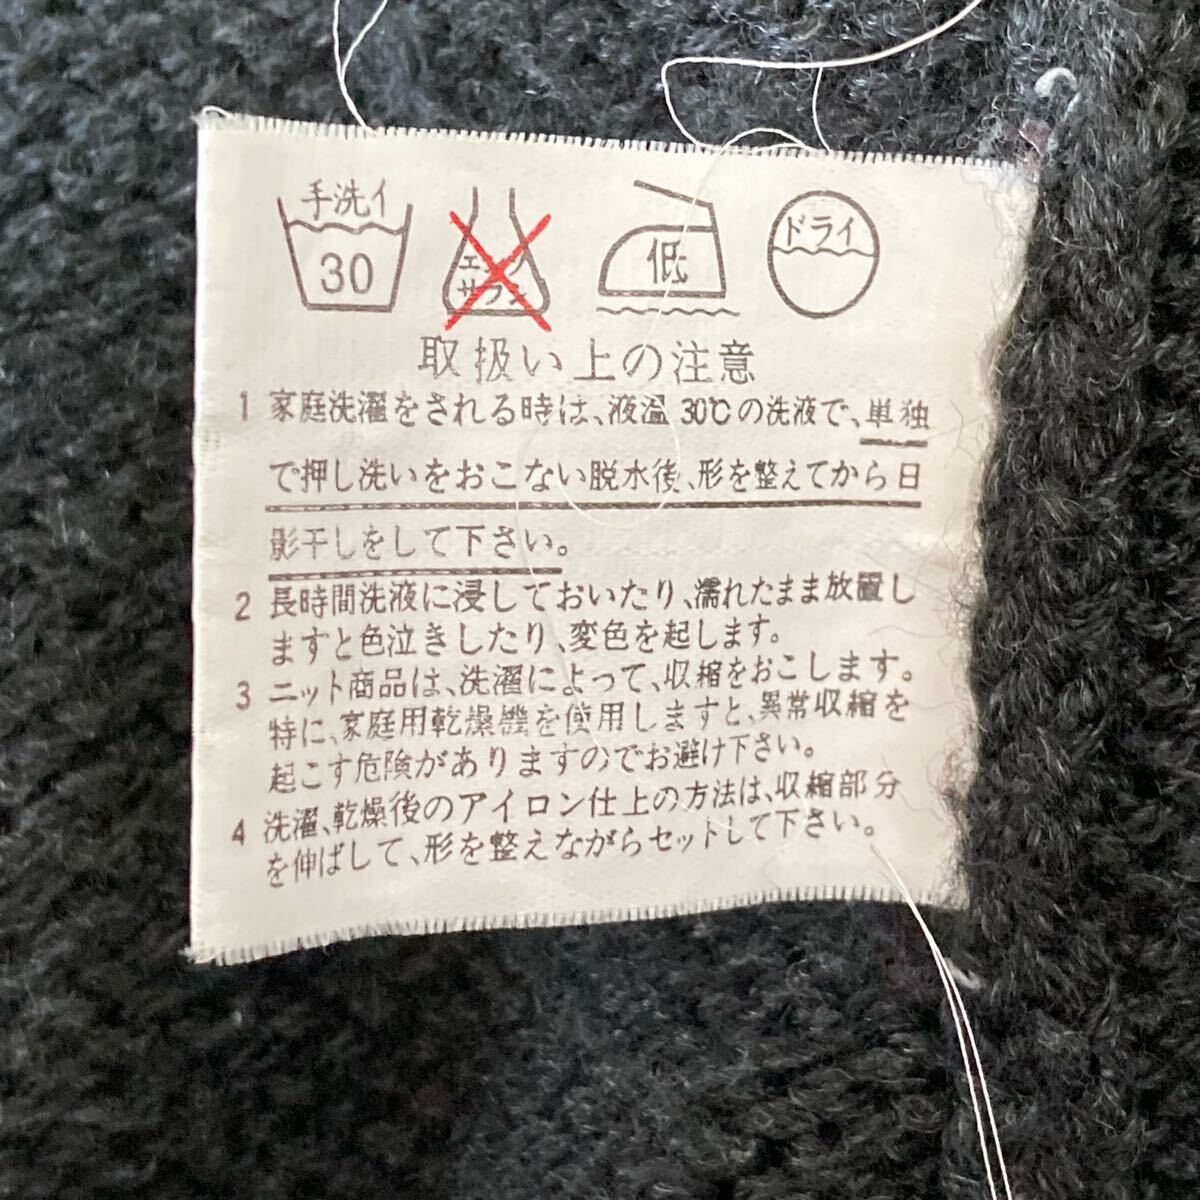 手洗イ
30
エンソ
サラシ
低
ドライ
取扱い上の注意
1 家庭洗濯をされる時は、液温30℃の洗液で、単独
で押し洗いをおこない脱水後、形を整えてから日
影干しをして下さい。
2 長時間洗液に浸しておいたり、濡れたまま放置し
ますと色泣きしたり、変色を起します。
3 ニット商品は、洗濯によって、収縮をおこします。
特に、家庭用乾燥機を使用しますと、異常収縮を
起こす危険がありますのでお避け下さい。
4 洗濯、乾燥後のアイロン仕上の方法は、収縮部分
を伸ばして、形を整えながらセットして下さい。